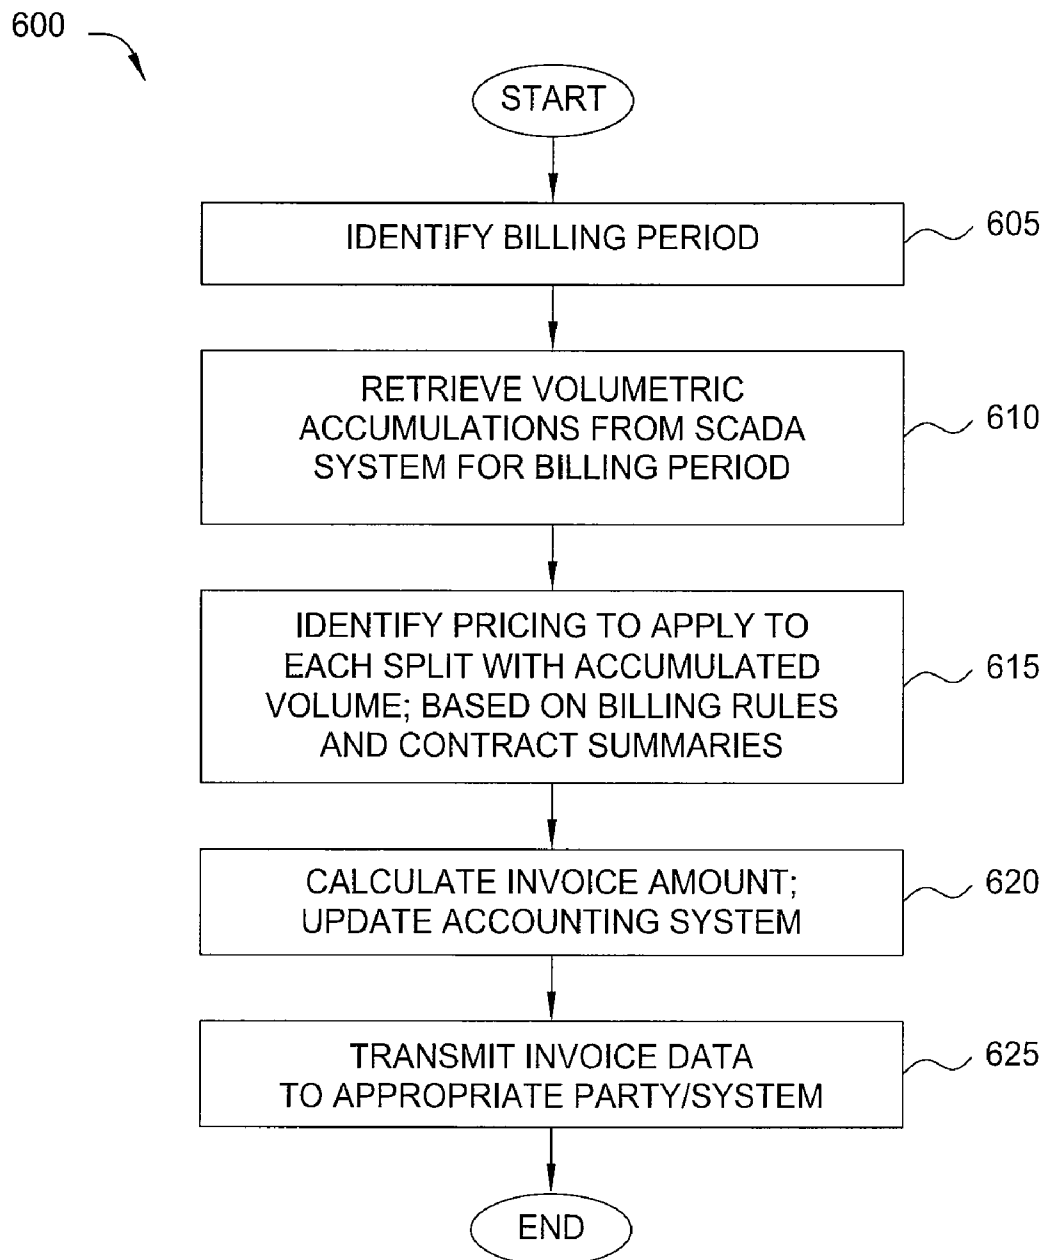 600
START
IDENTIFY BILLING PERIOD
605
RETRIEVE VOLUMETRIC
ACCUMULATIONS FROM SCADA
SYSTEM FOR BILLING PERIOD
610
IDENTIFY PRICING TO APPLY TO
EACH SPLIT WITH ACCUMULATED
VOLUME; BASED ON BILLING RULES
AND CONTRACT SUMMARIES
615
CALCULATE INVOICE AMOUNT;
UPDATE ACCOUNTING SYSTEM
620
TRANSMIT INVOICE DATA
TO APPROPRIATE PARTY/SYSTEM
625
END